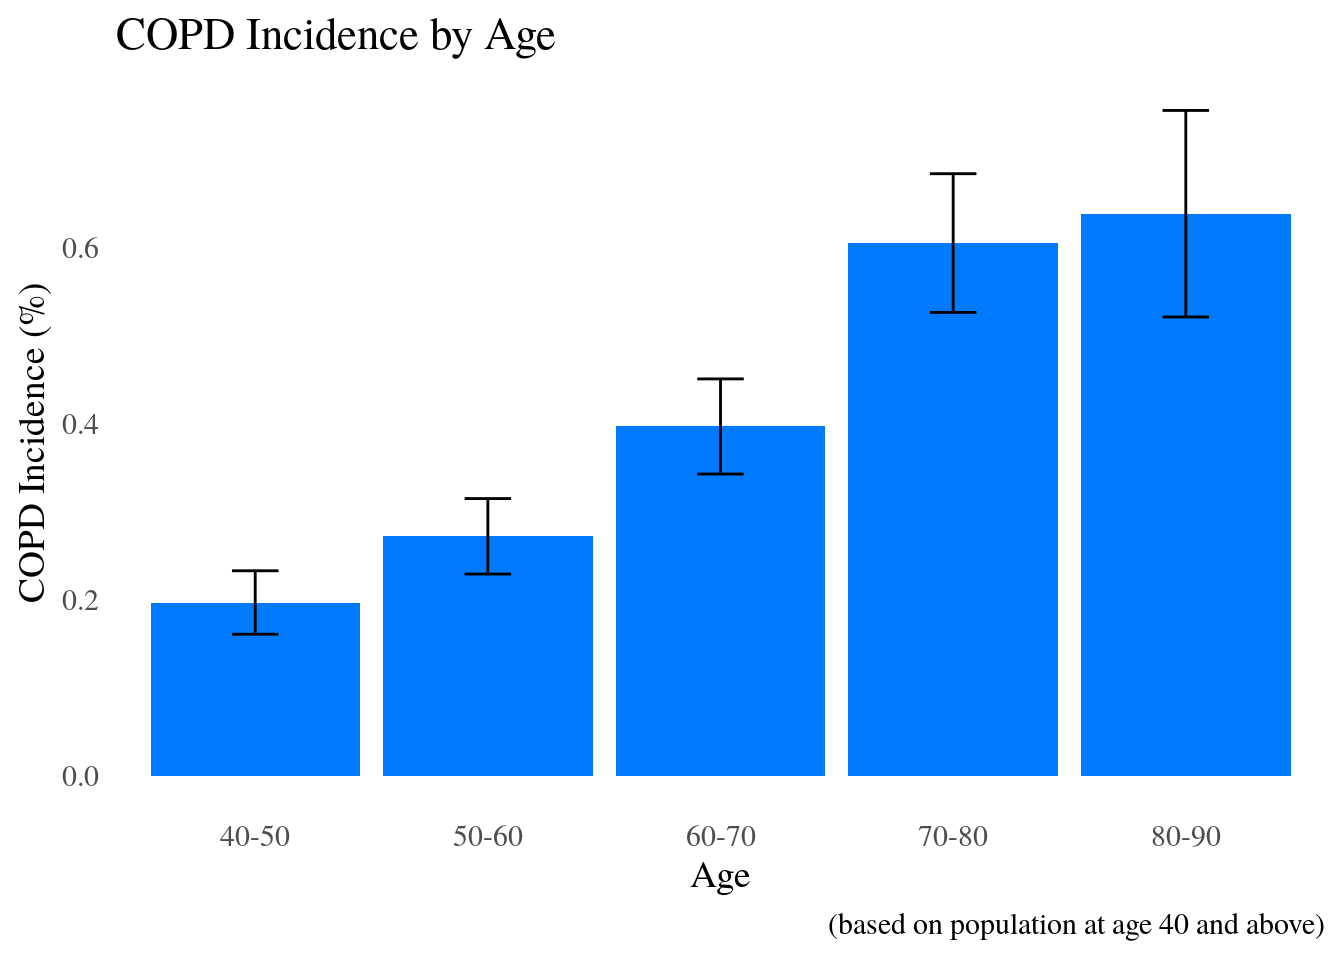 COPD Incidence by Age
COPD Incidence (%)
0.6
0.4
0.2
0.0
40-50 50-60 60-70 70-80 80-90
Age
(based on population at age 40 and above)